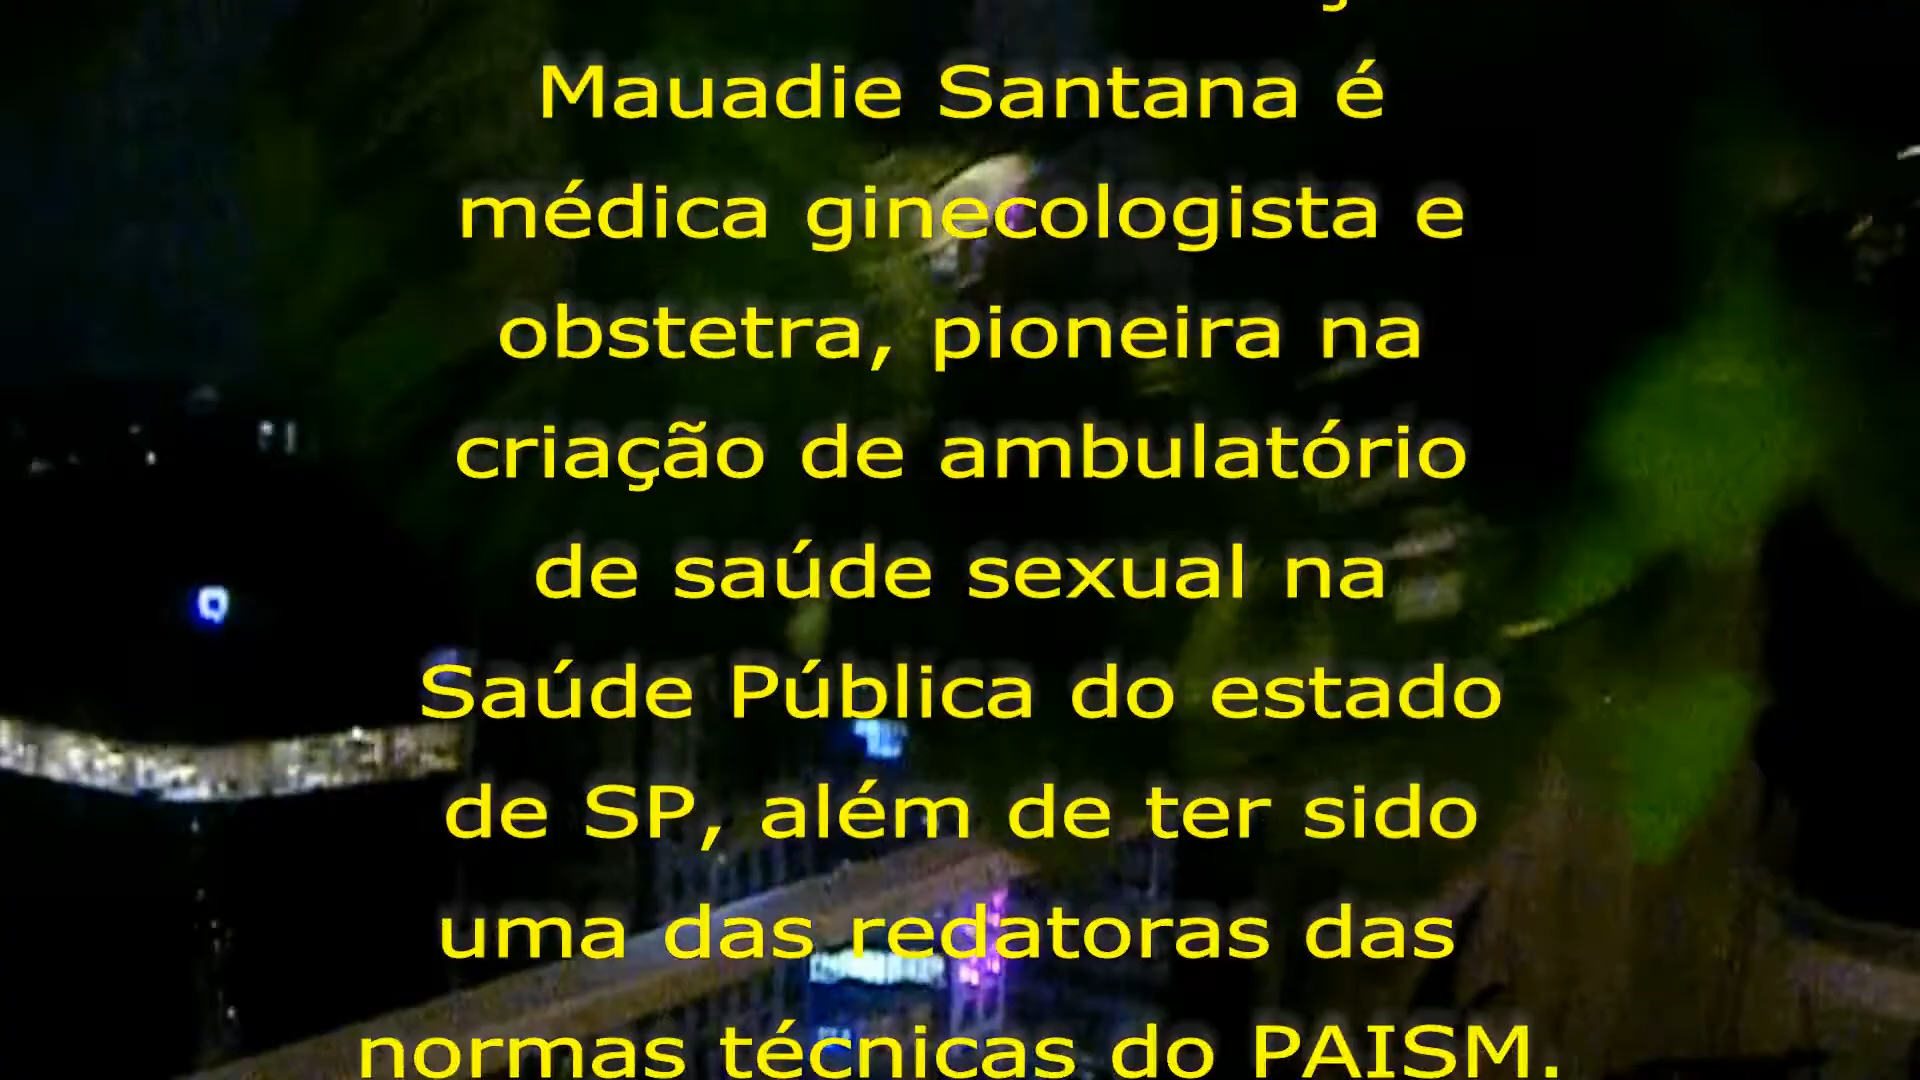 Mauadie Santana é
médica ginecologista e
obstetra, pioneira na
criação de ambulatório
de saúde sexual na
Saúde Pública do estado
de SP, além de ter sido
uma das redatoras das
normas técnicas do PAISM.